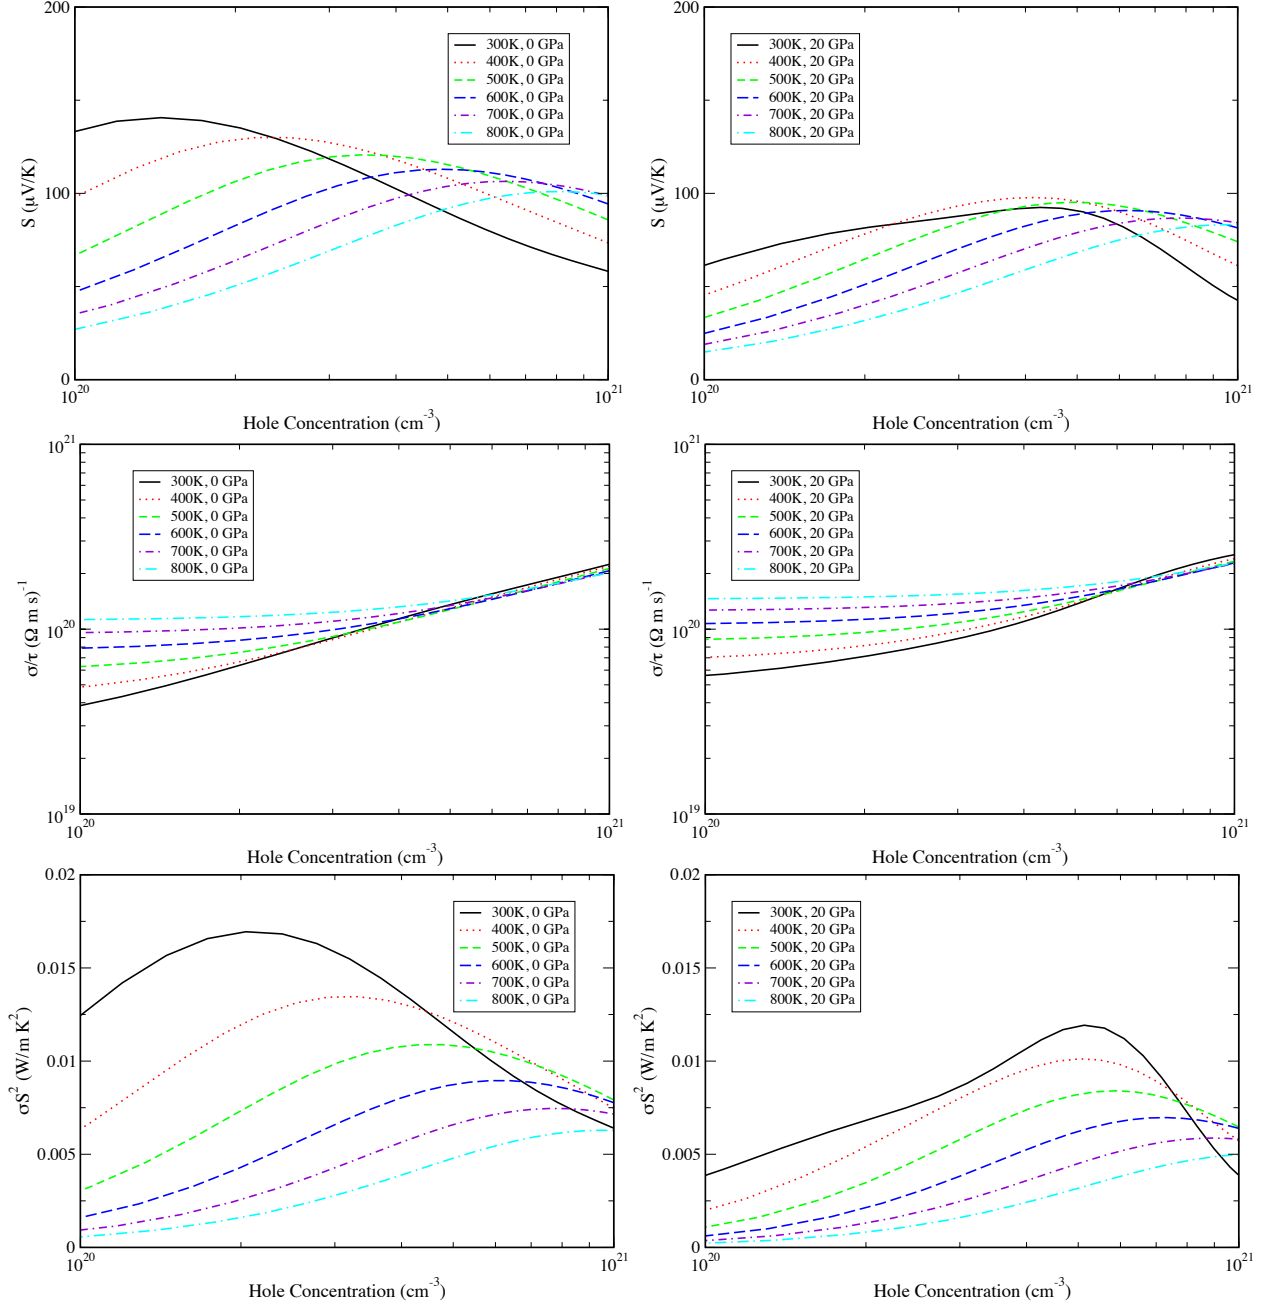 200
150
100
50
0
S (μV/K)
10^20
10^21
Hole Concentration (cm^-3)
300K, 0 GPa
400K, 0 GPa
500K, 0 GPa
600K, 0 GPa
700K, 0 GPa
800K, 0 GPa
200
150
100
50
0
S (μV/K)
10^20
10^21
Hole Concentration (cm^-3)
300K, 20 GPa
400K, 20 GPa
500K, 20 GPa
600K, 20 GPa
700K, 20 GPa
800K, 20 GPa
10^21
10^20
10^19
σ/τ (Ω m s)^-1
10^20
10^21
Hole Concentration (cm^-3)
300K, 0 GPa
400K, 0 GPa
500K, 0 GPa
600K, 0 GPa
700K, 0 GPa
800K, 0 GPa
10^21
10^20
10^19
σ/τ (Ω m s)^-1
10^20
10^21
Hole Concentration (cm^-3)
300K, 20 GPa
400K, 20 GPa
500K, 20 GPa
600K, 20 GPa
700K, 20 GPa
800K, 20 GPa
0.02
0.015
0.01
0.005
0
σS^2 (W/m K^2)
10^20
10^21
Hole Concentration (cm^-3)
300K, 0 GPa
400K, 0 GPa
500K, 0 GPa
600K, 0 GPa
700K, 0 GPa
800K, 0 GPa
0.02
0.015
0.01
0.005
0
σS^2 (W/m K^2)
10^20
10^21
Hole Concentration (cm^-3)
300K, 20 GPa
400K, 20 GPa
500K, 20 GPa
600K, 20 GPa
700K, 20 GPa
800K, 20 GPa